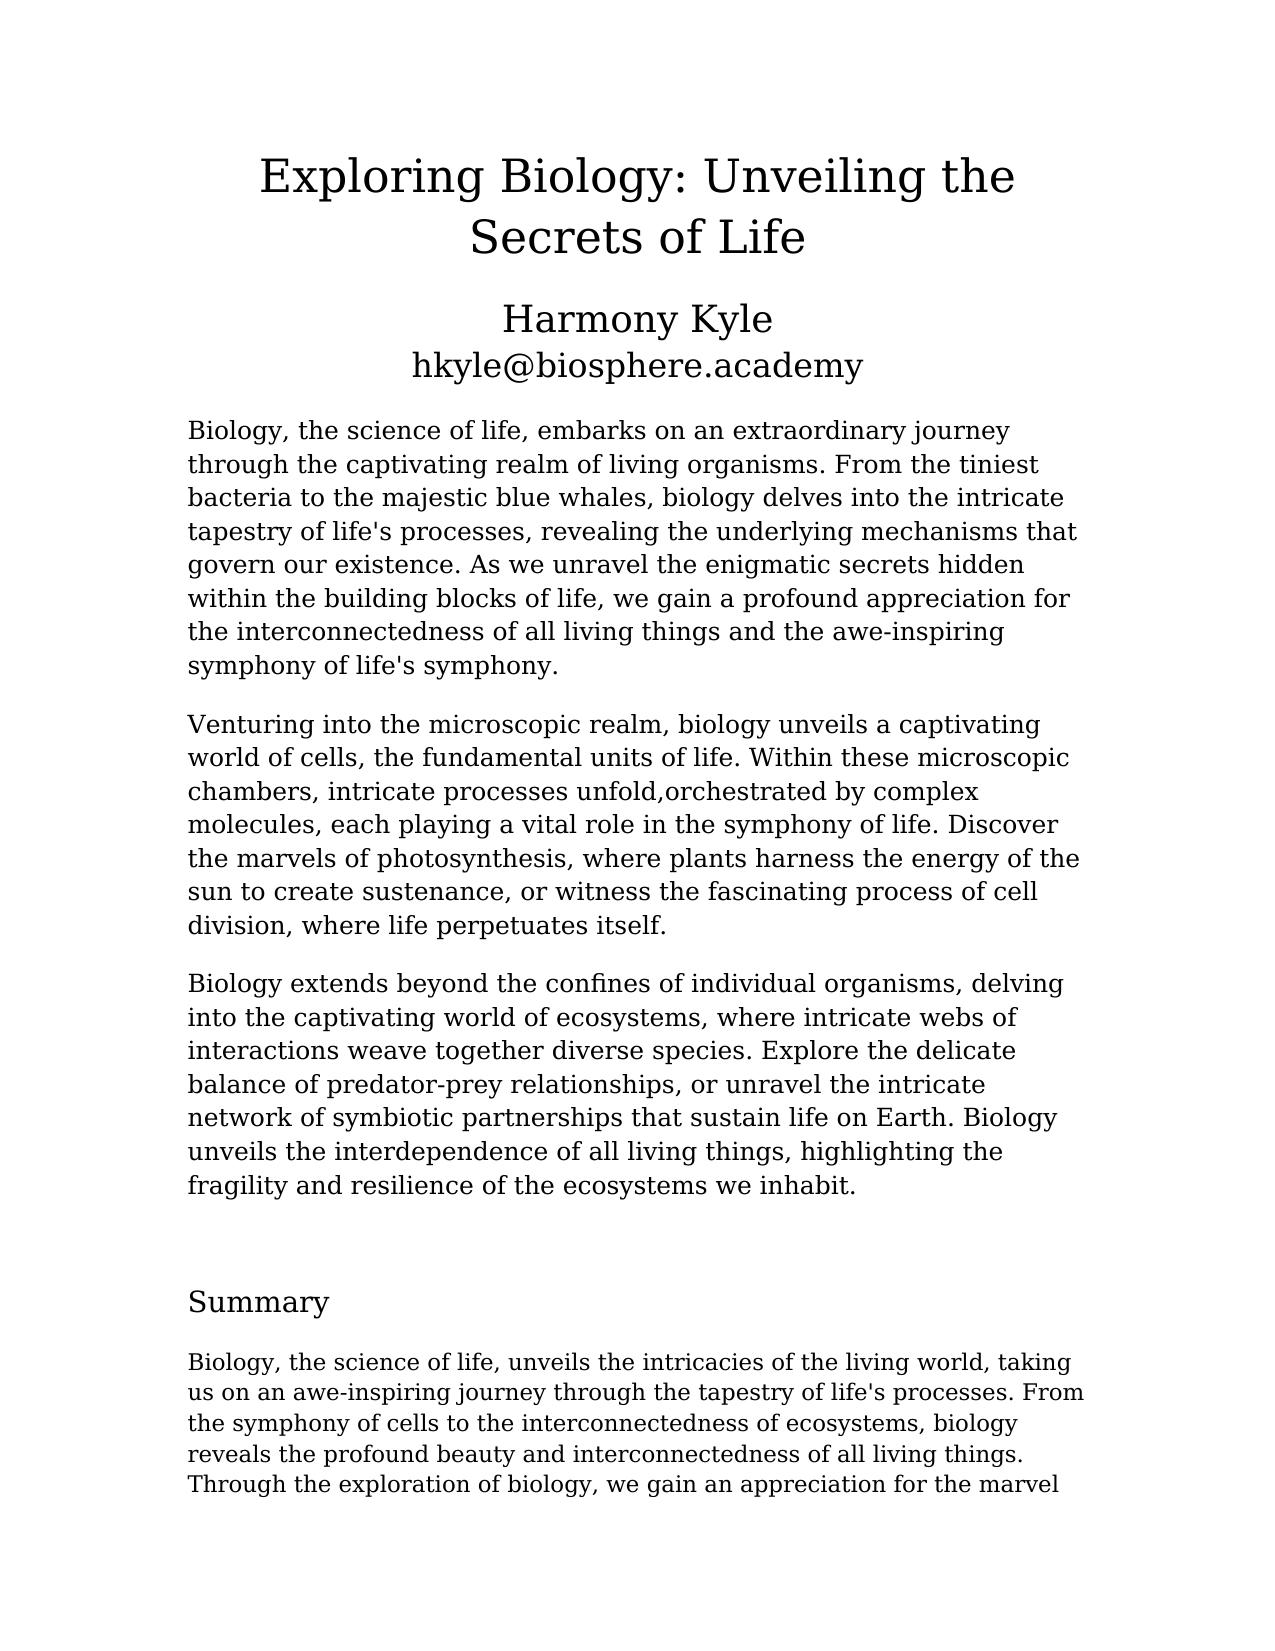 Exploring Biology: Unveiling the
Secrets of Life
Harmony Kyle
hkyle@biosphere.academy
Biology, the science of life, embarks on an extraordinary journey
through the captivating realm of living organisms. From the tiniest
bacteria to the majestic blue whales, biology delves into the intricate
tapestry of life's processes, revealing the underlying mechanisms that
govern our existence. As we unravel the enigmatic secrets hidden
within the building blocks of life, we gain a profound appreciation for
the interconnectedness of all living things and the awe-inspiring
symphony of life's symphony.
Venturing into the microscopic realm, biology unveils a captivating
world of cells, the fundamental units of life. Within these microscopic
chambers, intricate processes unfold,orchestrated by complex
molecules, each playing a vital role in the symphony of life. Discover
the marvels of photosynthesis, where plants harness the energy of the
sun to create sustenance, or witness the fascinating process of cell
division, where life perpetuates itself.
Biology extends beyond the confines of individual organisms, delving
into the captivating world of ecosystems, where intricate webs of
interactions weave together diverse species. Explore the delicate
balance of predator-prey relationships, or unravel the intricate
network of symbiotic partnerships that sustain life on Earth. Biology
unveils the interdependence of all living things, highlighting the
fragility and resilience of the ecosystems we inhabit.
Summary
Biology, the science of life, unveils the intricacies of the living world, taking
us on an awe-inspiring journey through the tapestry of life's processes. From
the symphony of cells to the interconnectedness of ecosystems, biology
reveals the profound beauty and interconnectedness of all living things.
Through the exploration of biology, we gain an appreciation for the marvel